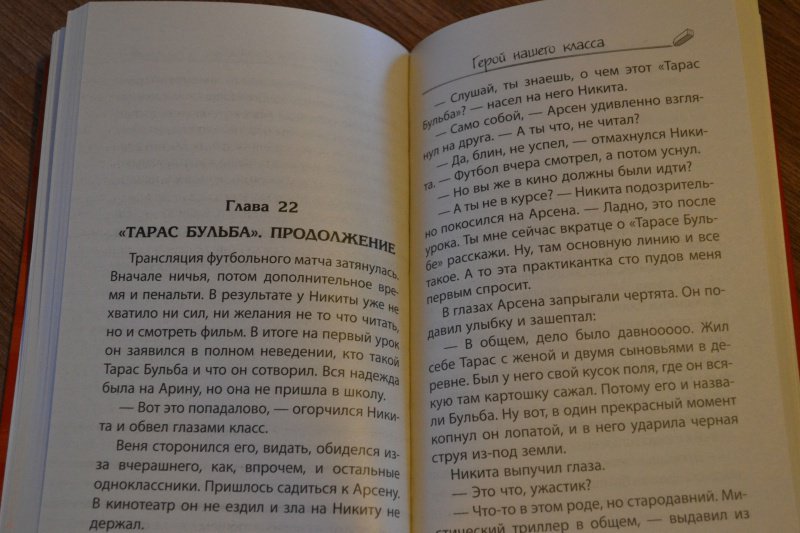 Глава 22
«ТАРАС БУЛЬБА». ПРОДОЛЖЕНИЕ
Трансляция футбольного матча затянулась.
Вначале ничья, потом дополнительное вре-
мя и пенальти. В результате у Никиты уже не
хватило ни сил, ни желания не то что читать,
но и смотреть фильм. В итоге на первый урок
он заявился в полном неведении, кто такой
Тарас Бульба и что он сотворил. Вся надежда
была на Арину, но она не пришла в школу.
— Вот это попадалово, — огорчился Ники-
та и обвел глазами класс.
Веня сторонился его, видать, обиделся из-
за вчерашнего, как, впрочем, и остальные
одноклассники. Пришлось садиться к Арсену.
В кинотеатр он не ездил и зла на Никиту не
держал.
Герой нашего класса
— Слушай, ты знаешь, о чем этот «Тарас
Бульба»? — насел на него Никита.
— Само собой, — Арсен удивленно взгля-
нул на друга. — А ты что, не читал?
— Да, блин, не успел, — отмахнулся Ники-
та. — Футбол вчера смотрел, а потом уснул.
— Но вы же в кино должны были идти?
— А ты не в курсе? — Никита подозритель-
но покосился на Арсена. — Ладно, это после
урока. Ты мне сейчас вкратце о «Тарасе Буль-
бе» расскажи. Ну, там основную линию и все
такое. А то эта практикантка сто пудов меня
первым спросит.
В глазах Арсена запрыгали чертята. Он по-
давил улыбку и зашептал:
— В общем, дело было давнооооо. Жил
себе Тарас с женой и двумя сыновьями в де-
ревне. Был у него свой кусок поля, где он вся-
кую там картошку сажал. Потому его и назва-
ли Бульба. Ну вот, в один прекрасный момент
копнул он лопатой, и в него ударила черная
струя из-под земли.
Никита выпучил глаза.
— Это что, ужастик?
— Что-то в этом роде, но стародавний. Ми-
стический триллер в общем, — выдавил из